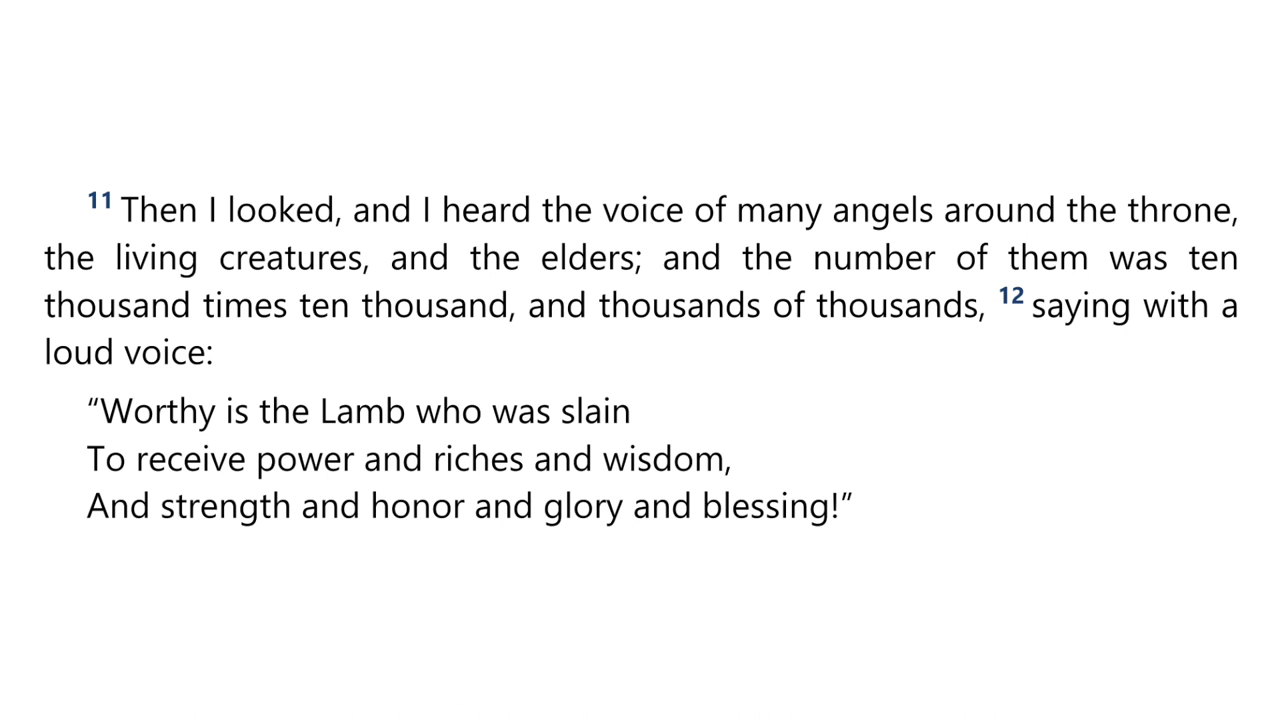 11 Then I looked, and I heard the voice of many angels around the throne,
the living creatures, and the elders; and the number of them was ten
thousand times ten thousand, and thousands of thousands, 12 saying with a
loud voice:
“Worthy is the Lamb who was slain
To receive power and riches and wisdom,
And strength and honor and glory and blessing!”